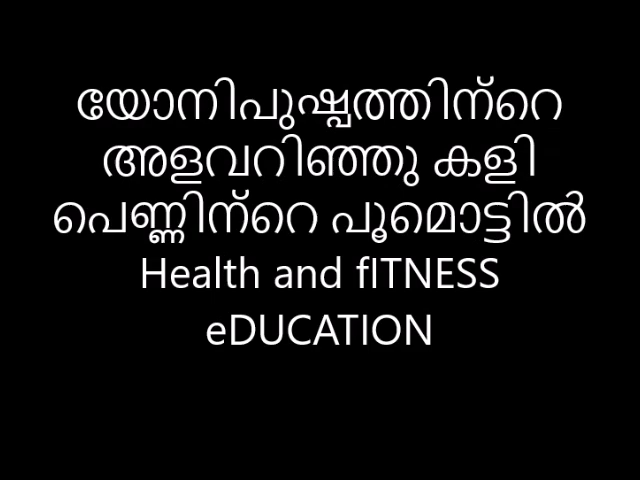 യോനിപുഷ്പത്തിന്റെ
അളവറിഞ്ഞു കളി
പെണ്ണിന്റെ പൂമൊട്ടിൽ
Health and fITNESS
eDUCATION